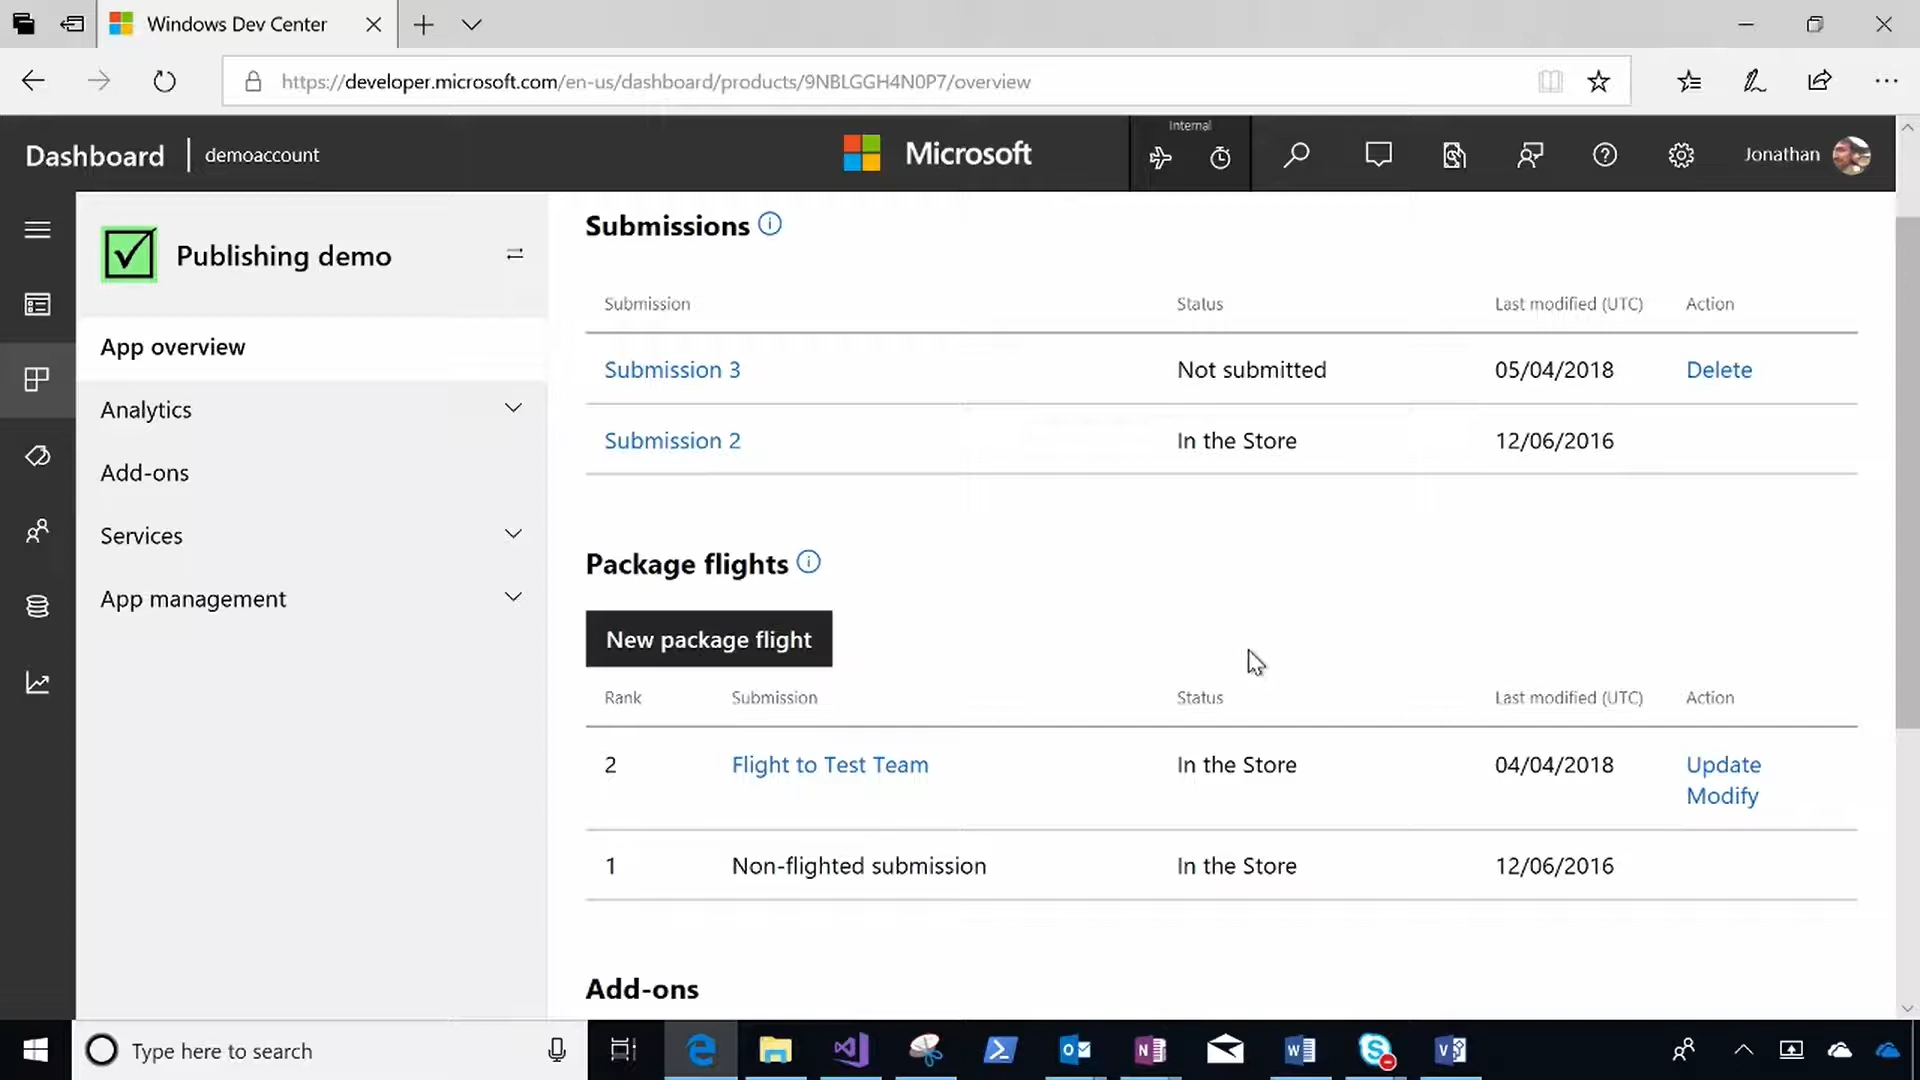 Windows Dev Center
https://developer.microsoft.com/en-us/dashboard/products/9NBLGGH4N0P7/overview
Dashboard demoaccount Microsoft Internal Jonathan
Publishing demo
App overview
Analytics
Add-ons
Services
App management
Submissions
Submission Status Last modified (UTC) Action
Submission 3 Not submitted 05/04/2018 Delete
Submission 2 In the Store 12/06/2016
Package flights
New package flight
Rank Submission Status Last modified (UTC) Action
2 Flight to Test Team In the Store 04/04/2018 Update
Modify
1 Non-flighted submission In the Store 12/06/2016
Add-ons
Type here to search